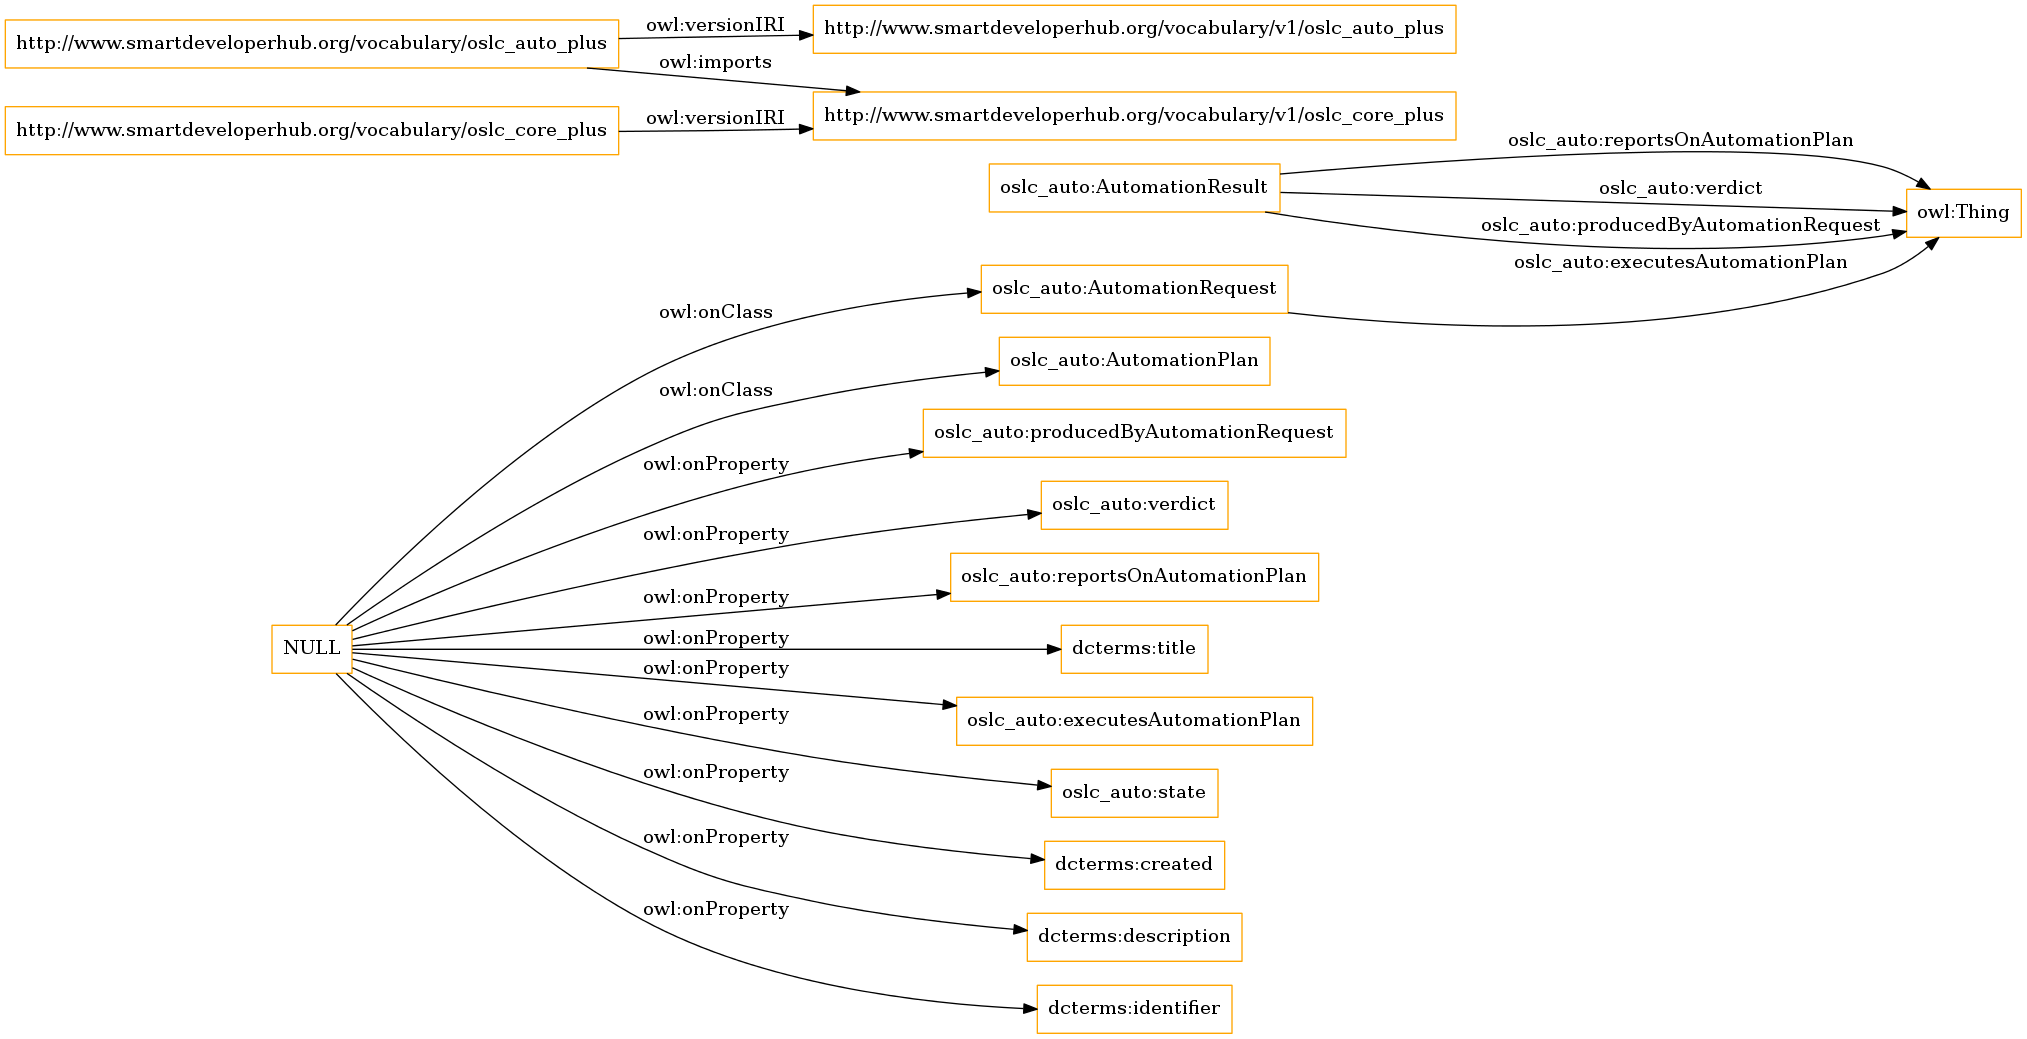 http://www.smartdeveloperhub.org/vocabulary/oslc_auto_plus
owl:versionIRI
http://www.smartdeveloperhub.org/vocabulary/v1/oslc_auto_plus
owl:imports
http://www.smartdeveloperhub.org/vocabulary/oslc_core_plus
owl:versionIRI
http://www.smartdeveloperhub.org/vocabulary/v1/oslc_core_plus
oslc_auto:AutomationResult
oslc_auto:reportsOnAutomationPlan
oslc_auto:verdict
oslc_auto:producedByAutomationRequest
owl:Thing
oslc_auto:executesAutomationPlan
owl:onClass
oslc_auto:AutomationRequest
owl:onClass
oslc_auto:AutomationPlan
owl:onProperty
oslc_auto:producedByAutomationRequest
owl:onProperty
oslc_auto:verdict
owl:onProperty
oslc_auto:reportsOnAutomationPlan
NULL
owl:onProperty
dcterms:title
owl:onProperty
oslc_auto:executesAutomationPlan
owl:onProperty
oslc_auto:state
owl:onProperty
dcterms:created
owl:onProperty
dcterms:description
owl:onProperty
dcterms:identifier